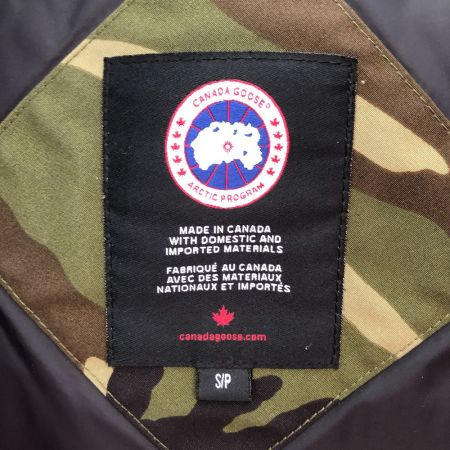 CANADA GOOSE®
ARCTIC PROGRAM
MADE IN CANADA
WITH DOMESTIC AND
IMPORTED MATERIALS
FABRIQUÉ AU CANADA
AVEC DES MATERIAUX
NATIONAUX ET IMPORTÉS
canadagoose.com
S/P